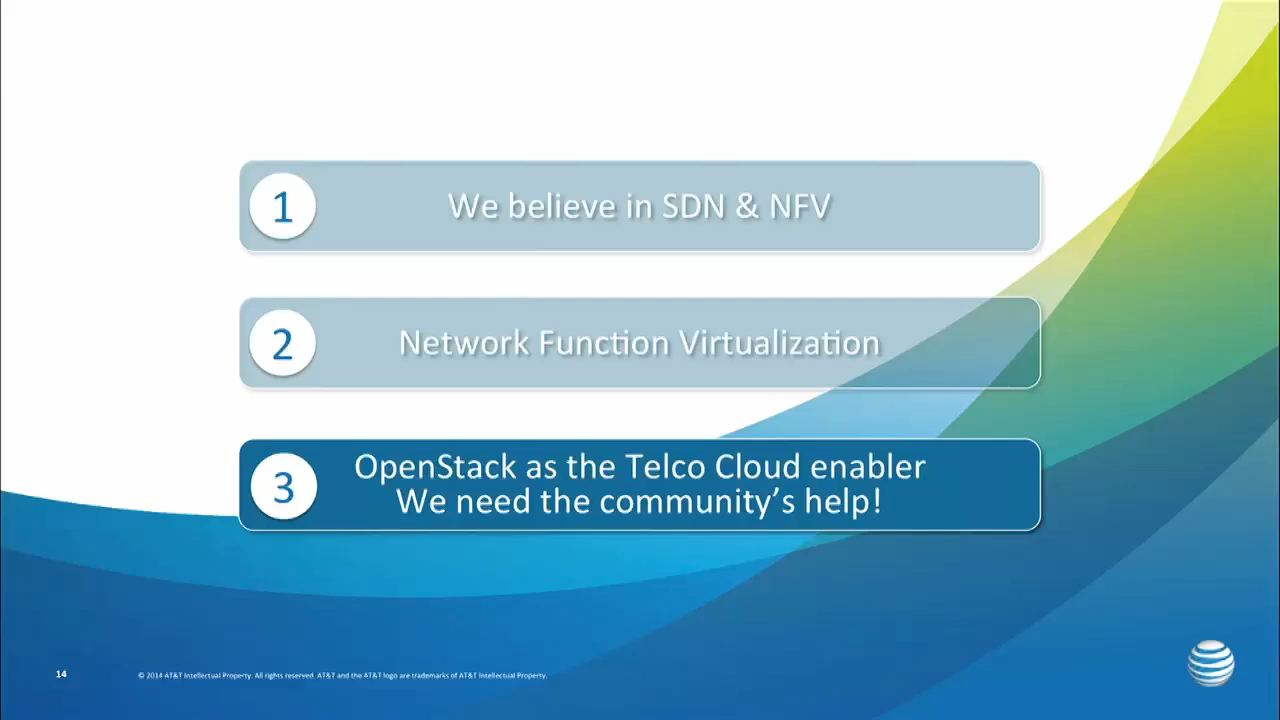 1
We believe in SDN & NFV
2
Network Function Virtualization
3
OpenStack as the Telco Cloud enabler
We need the community’s help!
14
© 2014 AT&T Intellectual Property. All rights reserved. AT&T and the AT&T logo are trademarks of AT&T Intellectual Property.